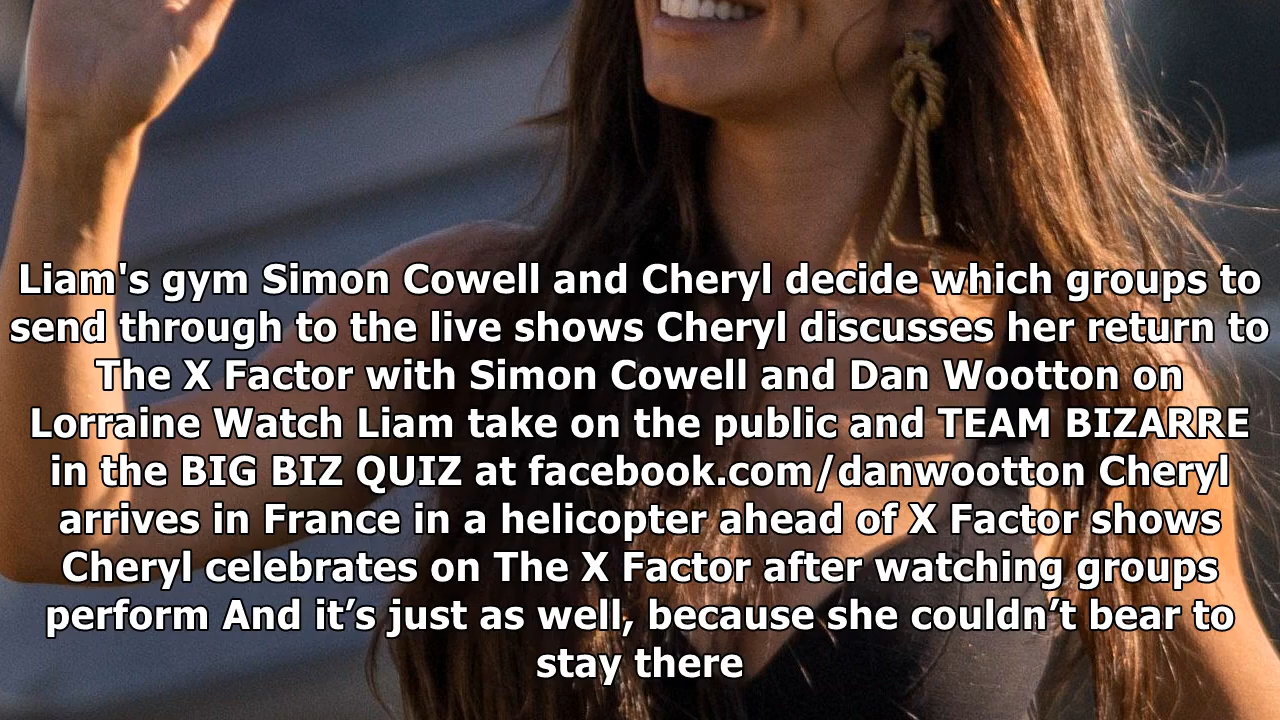 Liam's gym Simon Cowell and Cheryl decide which groups to
send through to the live shows Cheryl discusses her return to
The X Factor with Simon Cowell and Dan Wootton on
Lorraine Watch Liam take on the public and TEAM BIZARRE
in the BIG BIZ QUIZ at facebook.com/danwootton Cheryl
arrives in France in a helicopter ahead of X Factor shows
Cheryl celebrates on The X Factor after watching groups
perform And it’s just as well, because she couldn’t bear to
stay there